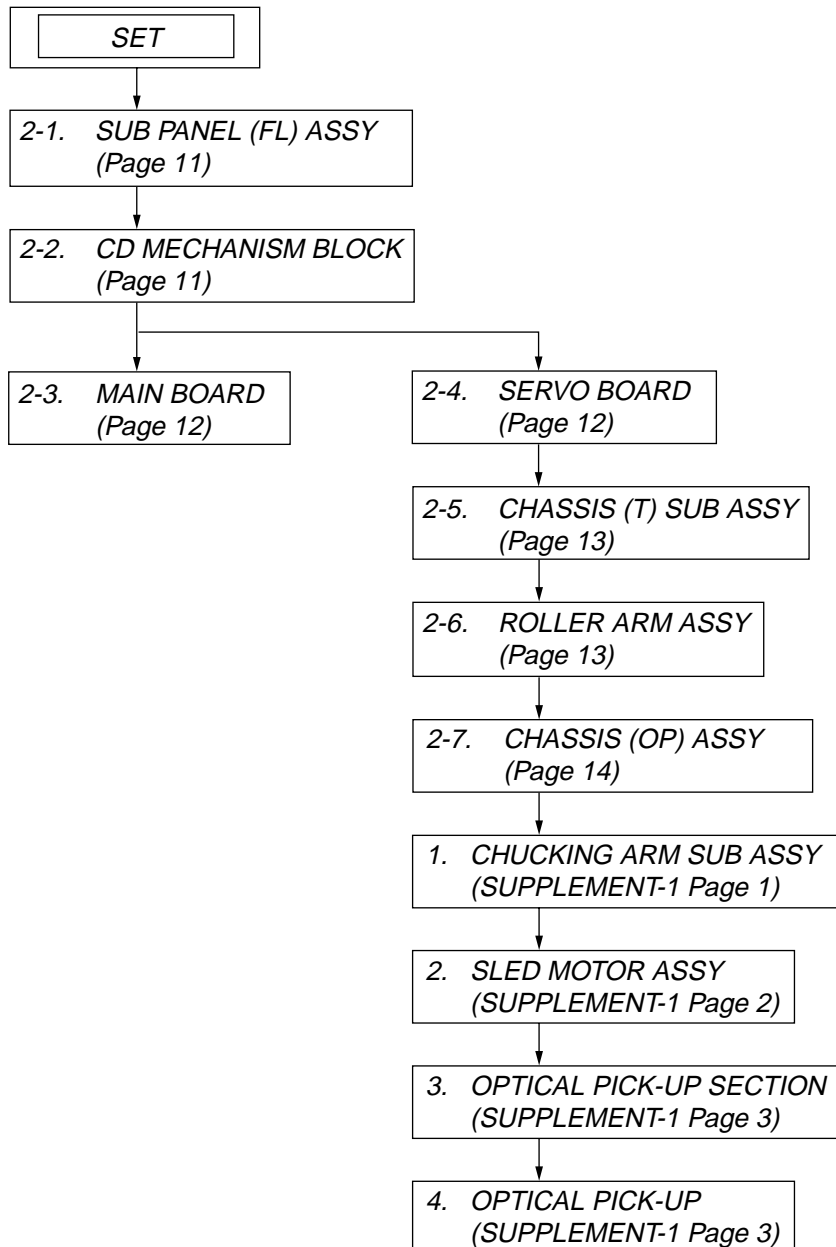 SET
2-1. SUB PANEL (FL) ASSY
(Page 11)
2-2. CD MECHANISM BLOCK
(Page 11)
2-3. MAIN BOARD
(Page 12)
2-4. SERVO BOARD
(Page 12)
2-5. CHASSIS (T) SUB ASSY
(Page 13)
2-6. ROLLER ARM ASSY
(Page 13)
2-7. CHASSIS (OP) ASSY
(Page 14)
1. CHUCKING ARM SUB ASSY
(SUPPLEMENT-1 Page 1)
2. SLED MOTOR ASSY
(SUPPLEMENT-1 Page 2)
3. OPTICAL PICK-UP SECTION
(SUPPLEMENT-1 Page 3)
4. OPTICAL PICK-UP
(SUPPLEMENT-1 Page 3)